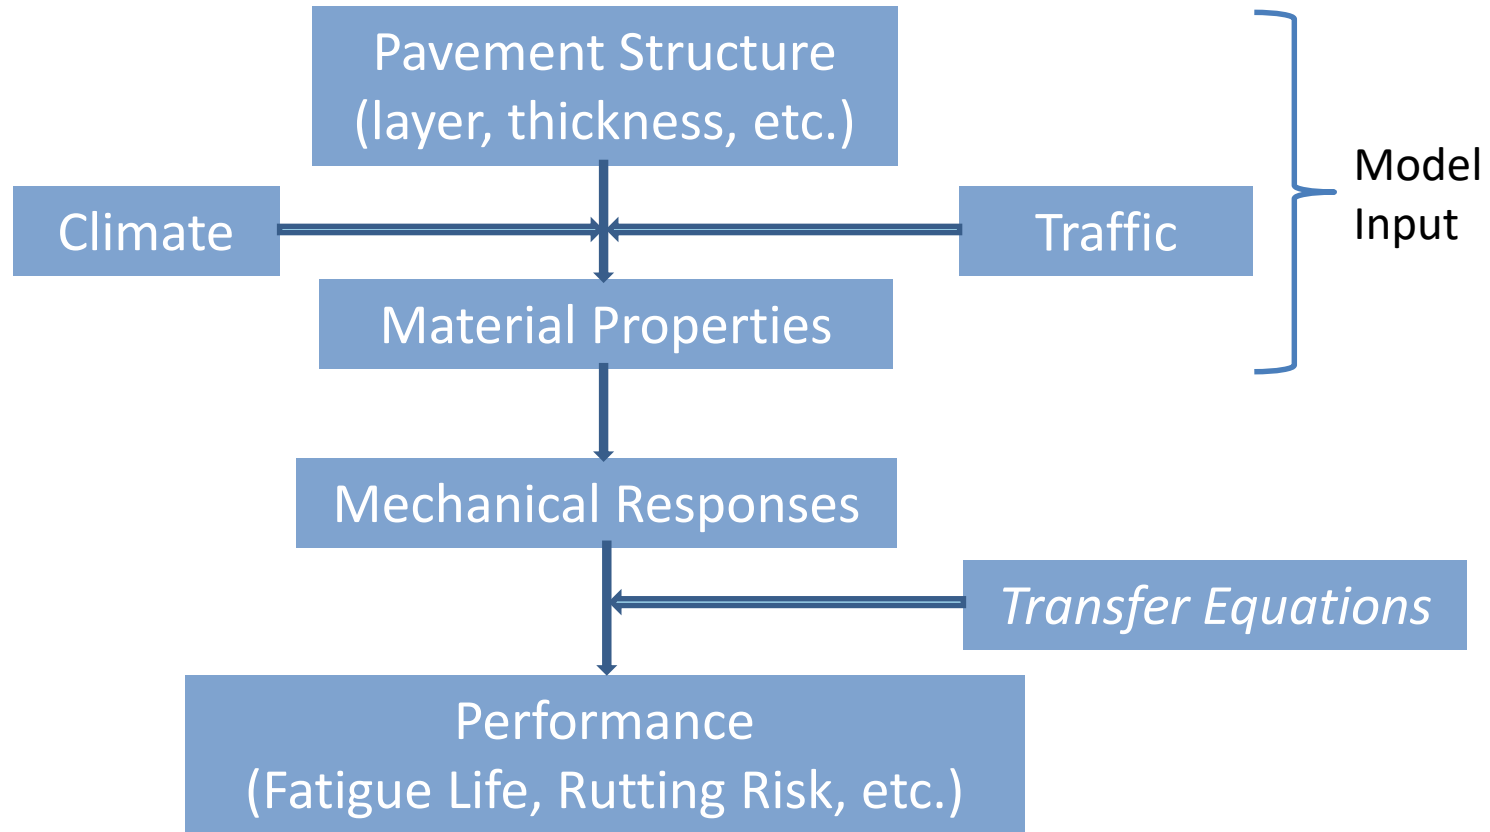 Pavement Structure
(layer, thickness, etc.)
Climate
Traffic
Model
Input
Material Properties
Mechanical Responses
Transfer Equations
Performance
(Fatigue Life, Rutting Risk, etc.)